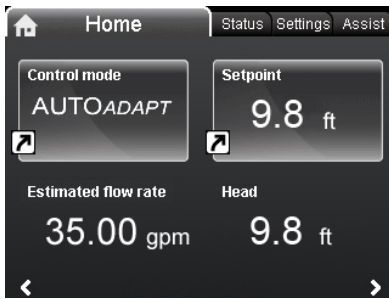 Home Status Settings Assist
Control mode Setpoint
AUTOADAPT 9.8 ft
Estimated flow rate Head
35.00 gpm 9.8 ft